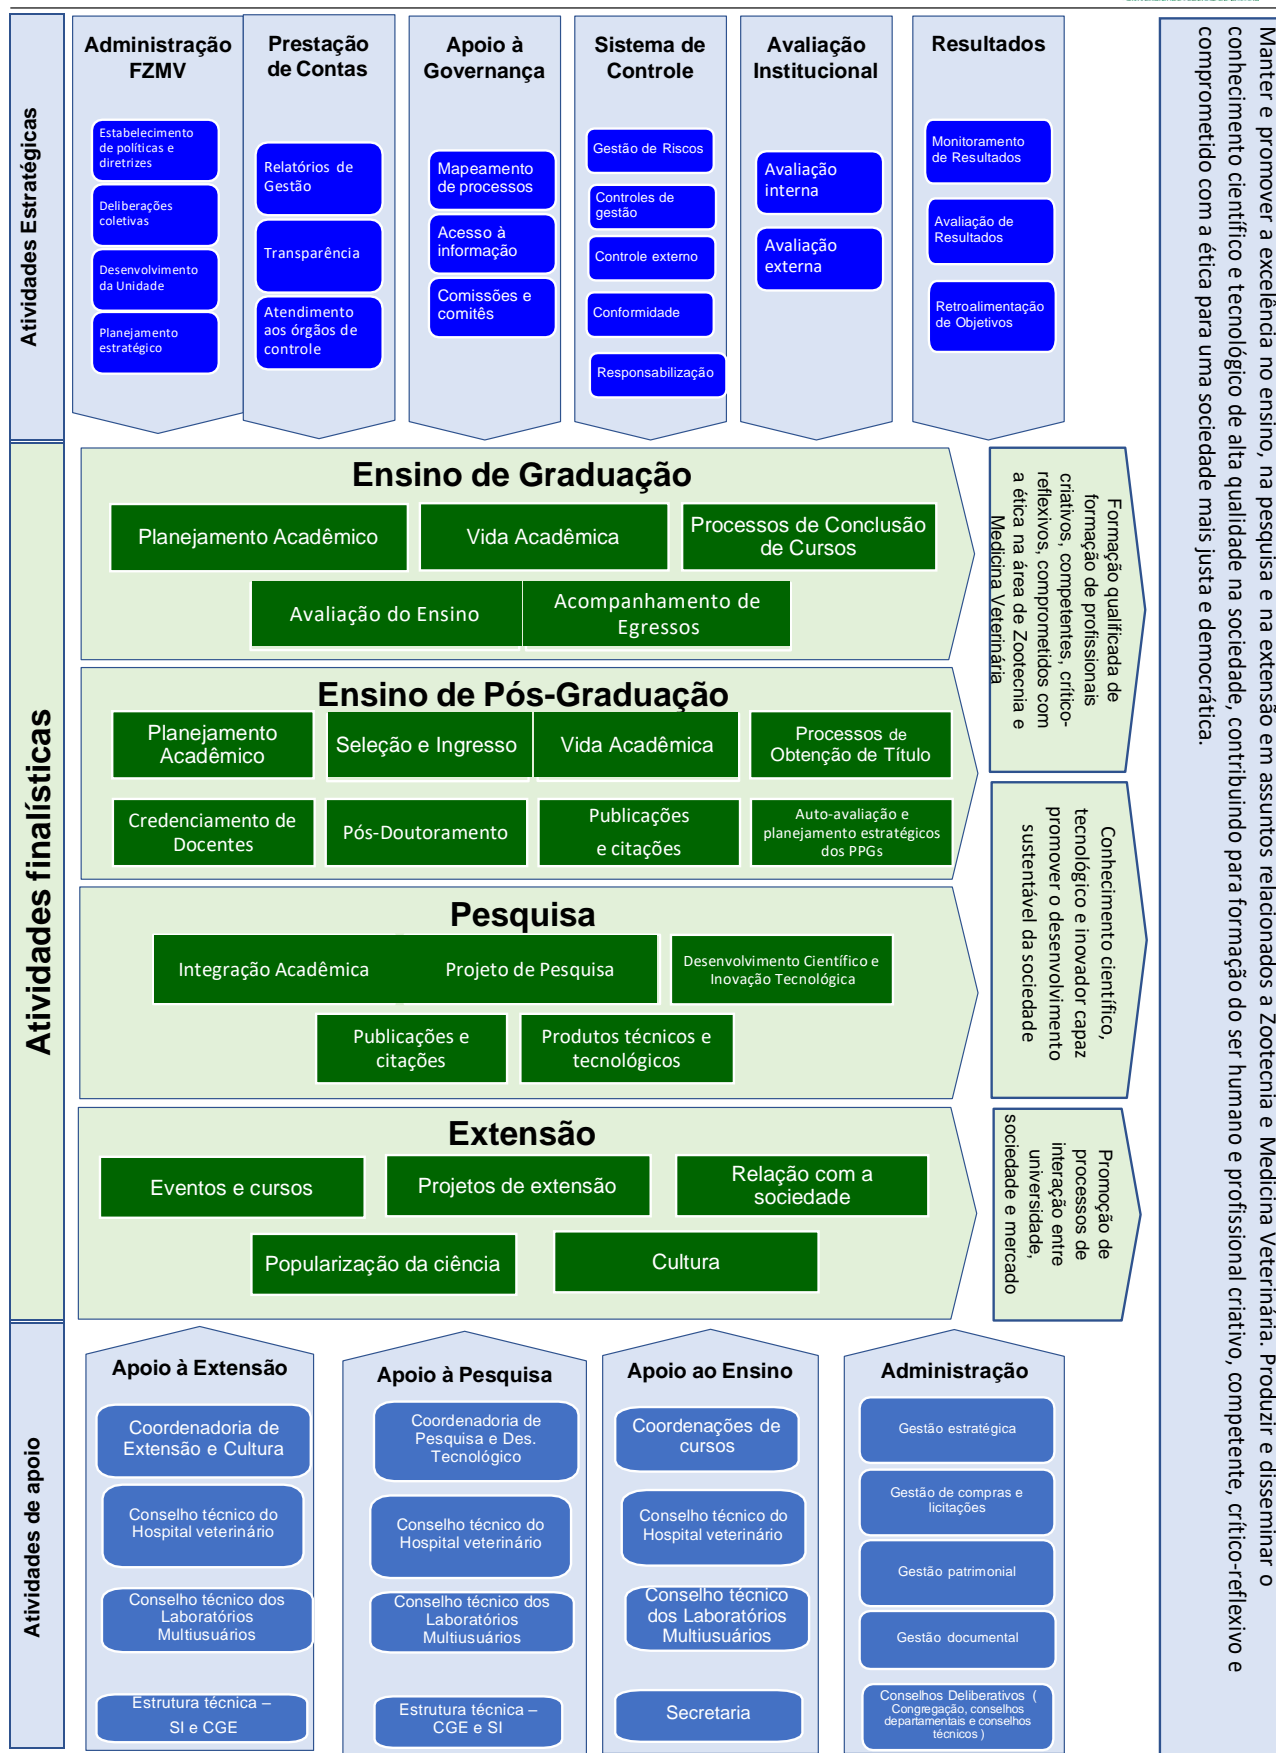 Atividades Estratégicas
Administração
FZMV
Estabelecimento
de políticas e
diretrizes
Deliberações
coletivas
Desenvolvimento
da Unidade
Planejamento
estratégico
Prestação
de Contas
Relatórios de
Gestão
Transparência
Atendimento
aos órgãos de
controle
Apoio à
Governança
Mapeamento
de processos
Acesso à
informação
Comissões e
comitês
Sistema de
Controle
Gestão de Riscos
Controles de
gestão
Controle externo
Conformidade
Responsabilização
Avaliação
Institucional
Avaliação
interna
Avaliação
externa
Resultados
Monitoramento
de Resultados
Avaliação de
Resultados
Retroalimentação
de Objetivos
Atividades finalísticas
Ensino de Graduação
Planejamento Acadêmico
Vida Acadêmica
Processos de Conclusão
de Cursos
Avaliação do Ensino
Acompanhamento de
Egressos
Ensino de Pós-Graduação
Planejamento
Acadêmico
Seleção e Ingresso
Vida Acadêmica
Processos de
Obtenção de Título
Credenciamento de
Docentes
Pós-Doutoramento
Publicações
e citações
Auto-avaliação e
planejamento estratégicos
dos PPGs
Pesquisa
Integração Acadêmica
Projeto de Pesquisa
Desenvolvimento Científico e
Inovação Tecnológica
Publicações e
citações
Produtos técnicos e
tecnológicos
Extensão
Eventos e cursos
Projetos de extensão
Relação com a
sociedade
Popularização da ciência
Cultura
Formação qualificada de
formação de profissionais
criativos, competentes, crítico-
reflexivos, comprometidos com
a ética na área de Zootecnia e
Medicina Veterinária
Conhecimento científico,
tecnológico e inovador capaz
promover o desenvolvimento
sustentável da sociedade
Promoção de
processos de
interação entre
universidade,
sociedade e mercado
Atividades de apoio
Apoio à Extensão
Coordenadoria de
Extensão e Cultura
Conselho técnico do
Hospital veterinário
Conselho técnico dos
Laboratórios
Multiusuários
Estrutura técnica –
SI e CGE
Apoio à Pesquisa
Coordenadoria de
Pesquisa e Des.
Tecnológico
Conselho técnico do
Hospital veterinário
Conselho técnico dos
Laboratórios
Multiusuários
Estrutura técnica –
CGE e SI
Apoio ao Ensino
Coordenações de
cursos
Conselho técnico do
Hospital veterinário
Conselho técnico
dos Laboratórios
Multiusuários
Secretaria
Administração
Gestão estratégica
Gestão de compras e
licitações
Gestão patrimonial
Gestão documental
Conselhos Deliberativos (
Congregação, conselhos
departamentais e conselhos
técnicos )
Manter e promover a excelência no ensino, na pesquisa e na extensão em assuntos relacionados a Zootecnia e Medicina Veterinária. Produzir e disseminar o
conhecimento científico e tecnológico de alta qualidade na sociedade, contribuindo para formação do ser humano e profissional criativo, competente, crítico-reflexivo e
comprometido com a ética para uma sociedade mais justa e democrática.